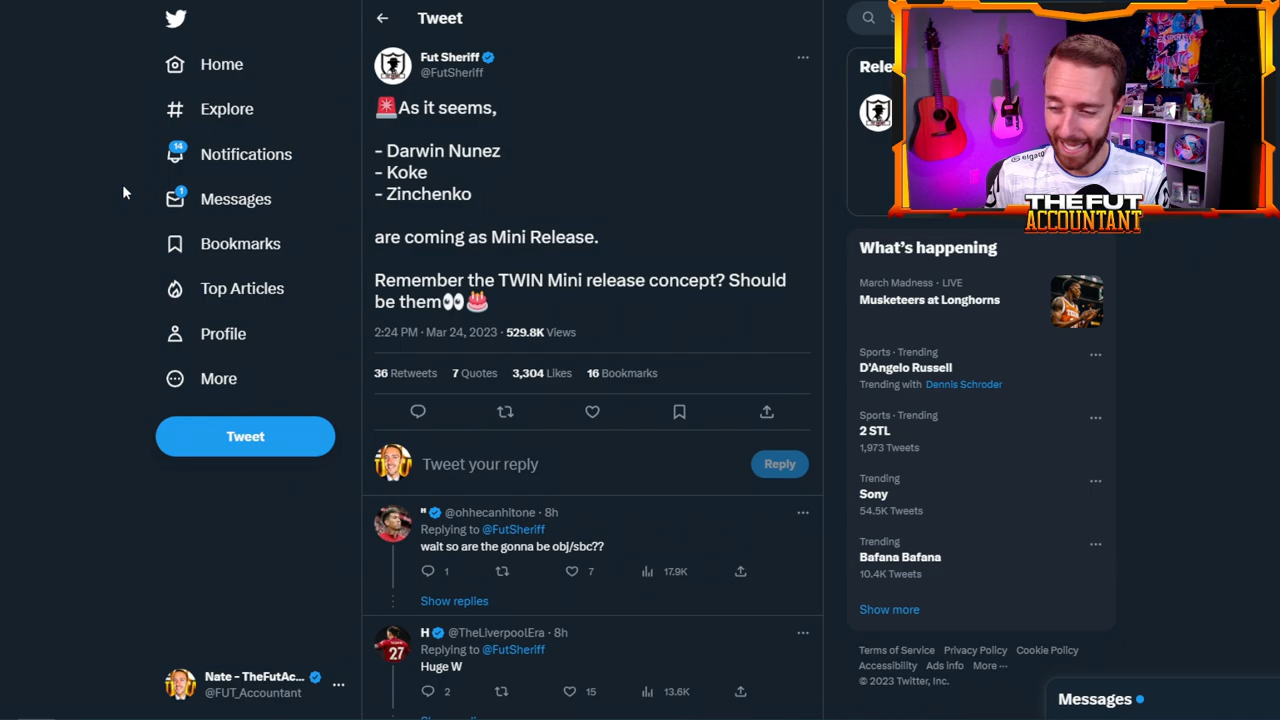 Home
Explore
14
Notifications
1
Messages
Bookmarks
Top Articles
Profile
More
Tweet
Nate - TheFutAc...
@FUT_Accountant
Tweet
Fut Sheriff
@FutSheriff
🚨As it seems,
- Darwin Nunez
- Koke
- Zinchenko
are coming as Mini Release.
Remember the TWIN Mini release concept? Should
be them👀🎂
2:24 PM · Mar 24, 2023 · 529.8K Views
36 Retweets 7 Quotes 3,304 Likes 16 Bookmarks
Tweet your reply
Reply
" @ohhecanhitone · 8h
Replying to @FutSheriff
wait so are the gonna be obj/sbc??
1 7 17.9K
Show replies
H @TheLiverpoolEra · 8h
Replying to @FutSheriff
Huge W
2 15 13.6K
27
Rele
elgato
THE FUT
ACCOUNTANT
What's happening
March Madness · LIVE
Musketeers at Longhorns
Sports · Trending
D'Angelo Russell
Trending with Dennis Schroder
Sports · Trending
2 STL
1,973 Tweets
Trending
Sony
54.5K Tweets
Trending
Bafana Bafana
10.4K Tweets
Show more
Terms of Service Privacy Policy Cookie Policy
Accessibility Ads info More ···
© 2023 Twitter, Inc.
Messages